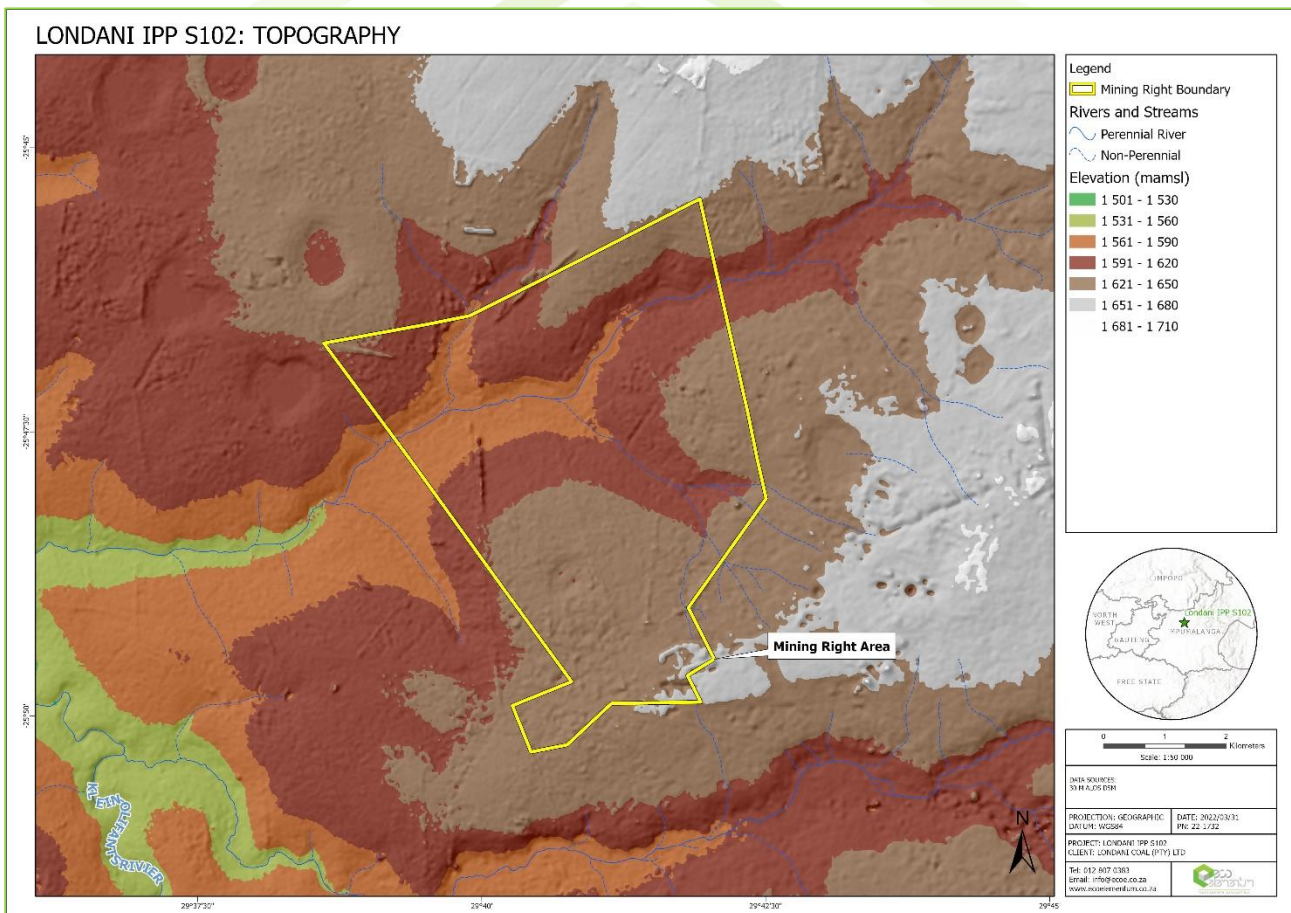 LONDANI IPP S102: TOPOGRAPHY
-25°45'
-25°47'30"
-25°50'
29°37'30"
29°40'
29°42'30"
29°45'
Mining Right Area
KLEIN
OLIFANTSRIVIER
N
Legend
Mining Right Boundary
Rivers and Streams
Perennial River
Non-Perennial
Elevation (mamsl)
1 501 - 1 530
1 531 - 1 560
1 561 - 1 590
1 591 - 1 620
1 621 - 1 650
1 651 - 1 680
1 681 - 1 710
LIMPOPO
Londani IPP S102
NORTH
WEST
MPUMALANGA
GAUTENG
FREE STATE
0 1 2
Kilometers
Scale: 1:50 000
DATA SOURCES:
30 M ALOS DSM
PROJECTION: GEOGRAPHIC
DATUM: WGS84
DATE: 2022/03/31
PN: 22-1732
PROJECT: LONDANI IPP S102
CLIENT: LONDANI COAL (PTY) LTD
Tel: 012 807 0383
Email: info@ecoe.co.za
www.ecoelementum.co.za
eco
elementum